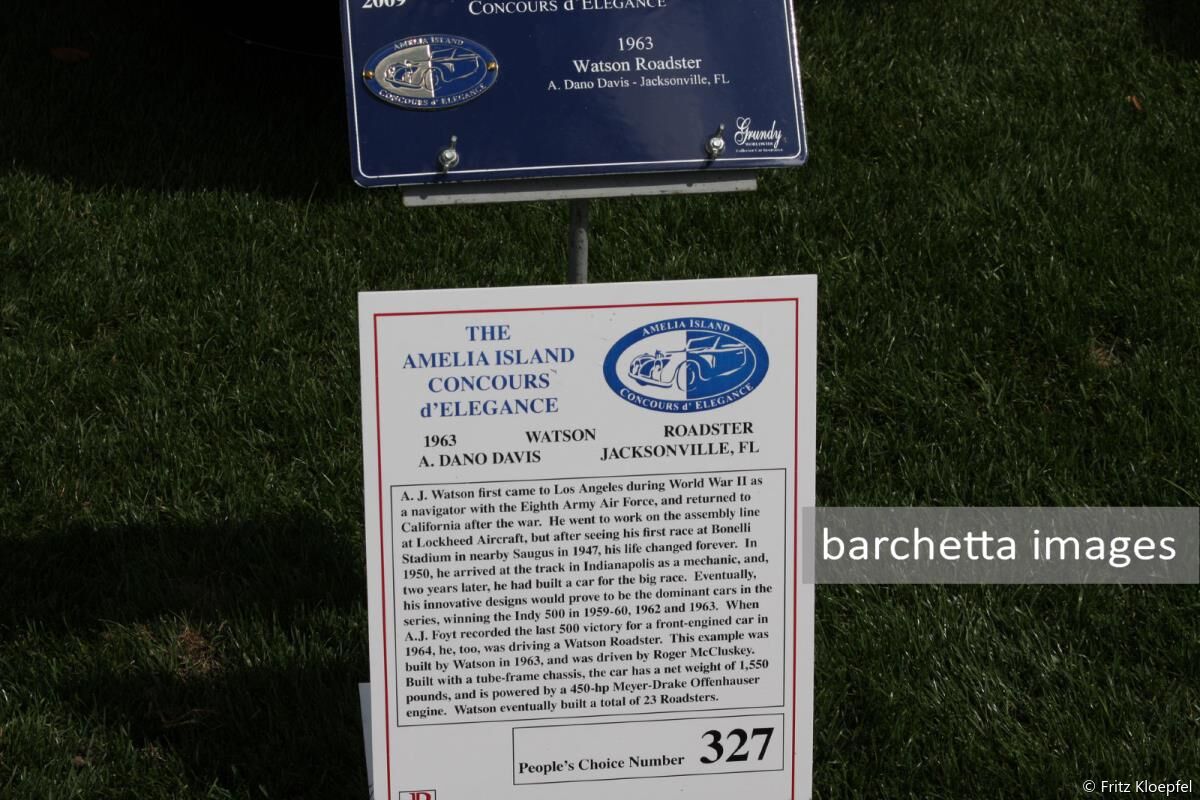 2009
CONCOURS d'ELEGANCE
AMELIA ISLAND
CONCOURS d' ELEGANCE
1963
Watson Roadster
A. Dano Davis - Jacksonville, FL
Grundy
WORLDWIDE
Collector Car Insurance
THE
AMELIA ISLAND
CONCOURS
d'ELEGANCE
AMELIA ISLAND
CONCOURS d' ELEGANCE
1963 WATSON ROADSTER
A. DANO DAVIS JACKSONVILLE, FL
A. J. Watson first came to Los Angeles during World War II as
a navigator with the Eighth Army Air Force, and returned to
California after the war. He went to work on the assembly line
at Lockheed Aircraft, but after seeing his first race at Bonelli
Stadium in nearby Saugus in 1947, his life changed forever. In
1950, he arrived at the track in Indianapolis as a mechanic, and,
two years later, he had built a car for the big race. Eventually,
his innovative designs would prove to be the dominant cars in the
series, winning the Indy 500 in 1959-60, 1962 and 1963. When
A.J. Foyt recorded the last 500 victory for a front-engined car in
1964, he, too, was driving a Watson Roadster. This example was
built by Watson in 1963, and was driven by Roger McCluskey.
Built with a tube-frame chassis, the car has a net weight of 1,550
pounds, and is powered by a 450-hp Meyer-Drake Offenhauser
engine. Watson eventually built a total of 23 Roadsters.
People's Choice Number 327
barchetta images
© Fritz Kloepfel